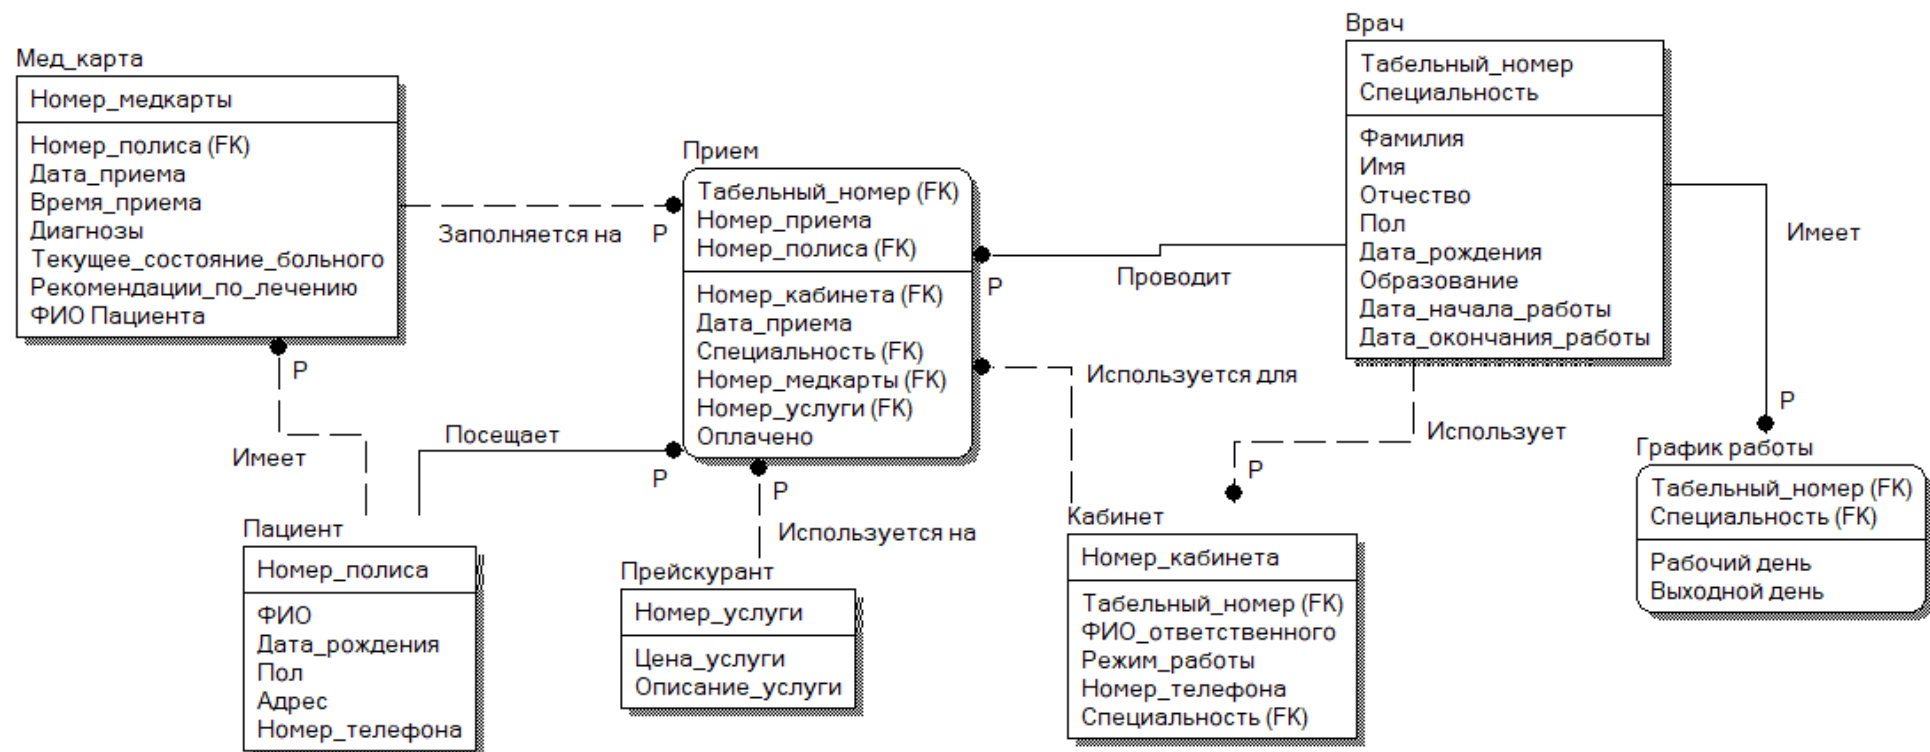 Мед_карта
Номер_медкарты
Номер_полиса (FK)
Дата_приема
Время_приема
Диагнозы
Текущее_состояние_больного
Рекомендации_по_лечению
ФИО Пациента
P
Имеет
Заполняется на
P
Прием
Табельный_номер (FK)
Номер_приема
Номер_полиса (FK)
Номер_кабинета (FK)
Дата_приема
Специальность (FK)
Номер_медкарты (FK)
Номер_услуги (FK)
Оплачено
Посещает
P
P
Используется на
P
Проводит
Используется для
Врач
Табельный_номер
Специальность
Фамилия
Имя
Отчество
Пол
Дата_рождения
Образование
Дата_начала_работы
Дата_окончания_работы
Имеет
P
Использует
P
Пациент
Номер_полиса
ФИО
Дата_рождения
Пол
Адрес
Номер_телефона
Прейскурант
Номер_услуги
Цена_услуги
Описание_услуги
Кабинет
Номер_кабинета
Табельный_номер (FK)
ФИО_ответственного
Режим_работы
Номер_телефона
Специальность (FK)
График работы
Табельный_номер (FK)
Специальность (FK)
Рабочий день
Выходной день